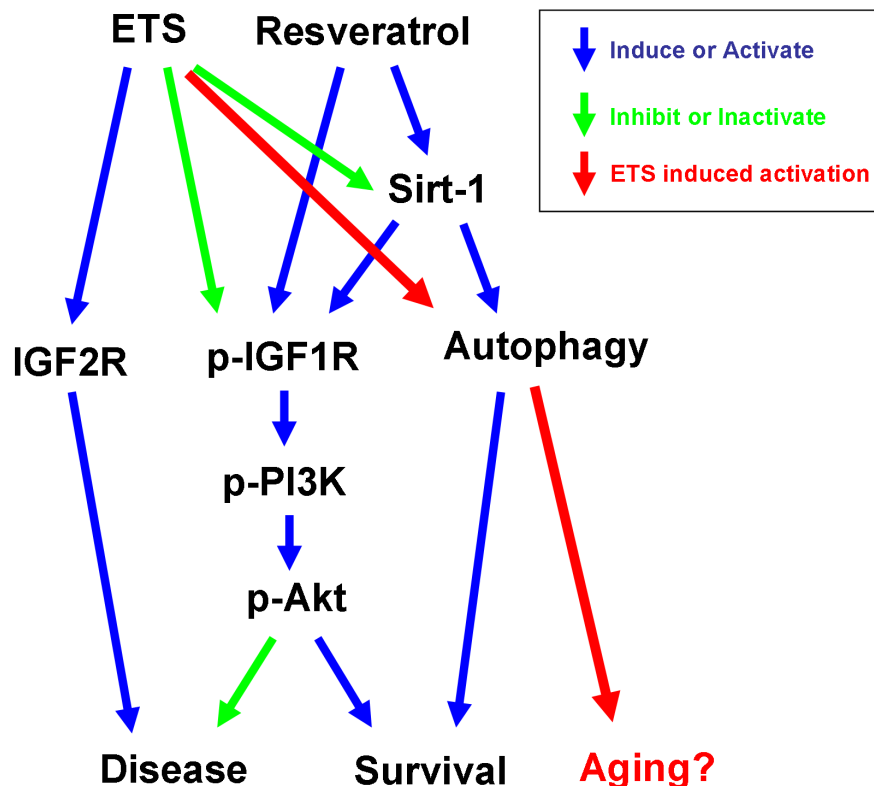 ETS
Resveratrol
Induce or Activate
Inhibit or Inactivate
ETS induced activation
Sirt-1
IGF2R
p-IGF1R
Autophagy
p-PI3K
p-Akt
Disease
Survival
Aging?